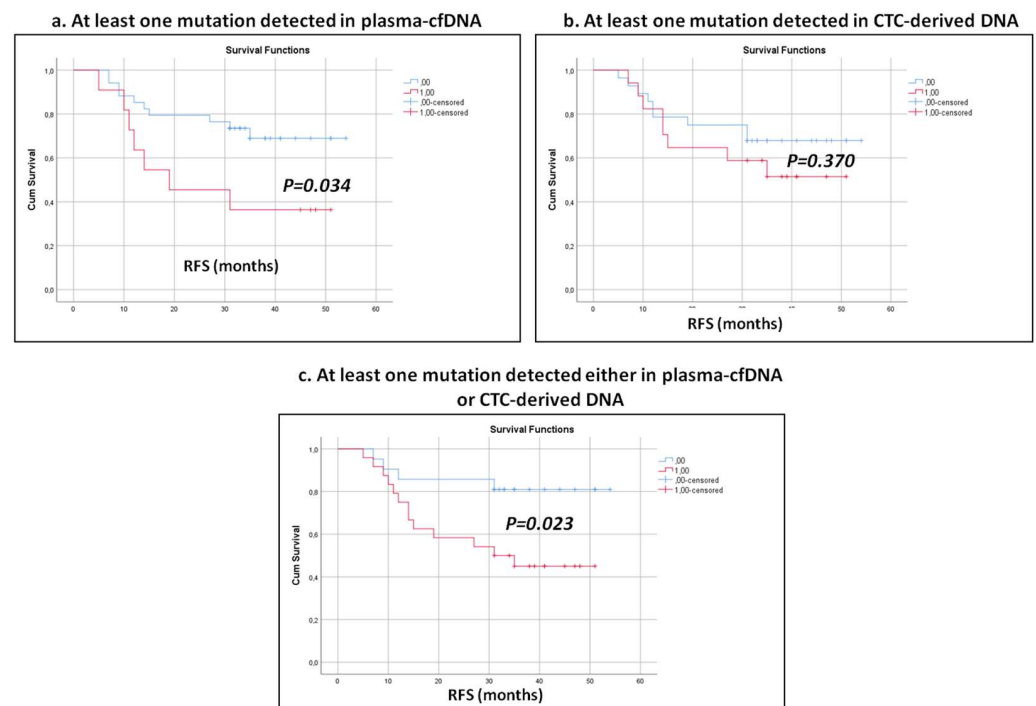 a. At least one mutation detected in plasma-cfDNA
Survival Functions
1,0
0,8
0,6
0,4
0,2
0,0
Cum Survival
,00
1,00
,00-censored
1,00-censored
P=0.034
RFS (months)
0 10 20 30 40 50 60
b. At least one mutation detected in CTC-derived DNA
Survival Functions
1,0
0,8
0,6
0,4
0,2
0,0
Cum Survival
,00
1,00
,00-censored
1,00-censored
P=0.370
0 10 20 30 40 50 60
RFS (months)
c. At least one mutation detected either in plasma-cfDNA
or CTC-derived DNA
Survival Functions
1,0
0,8
0,6
0,4
0,2
0,0
Cum Survival
,00
1,00
,00-censored
1,00-censored
P=0.023
0 10 20 30 40 50 60
RFS (months)